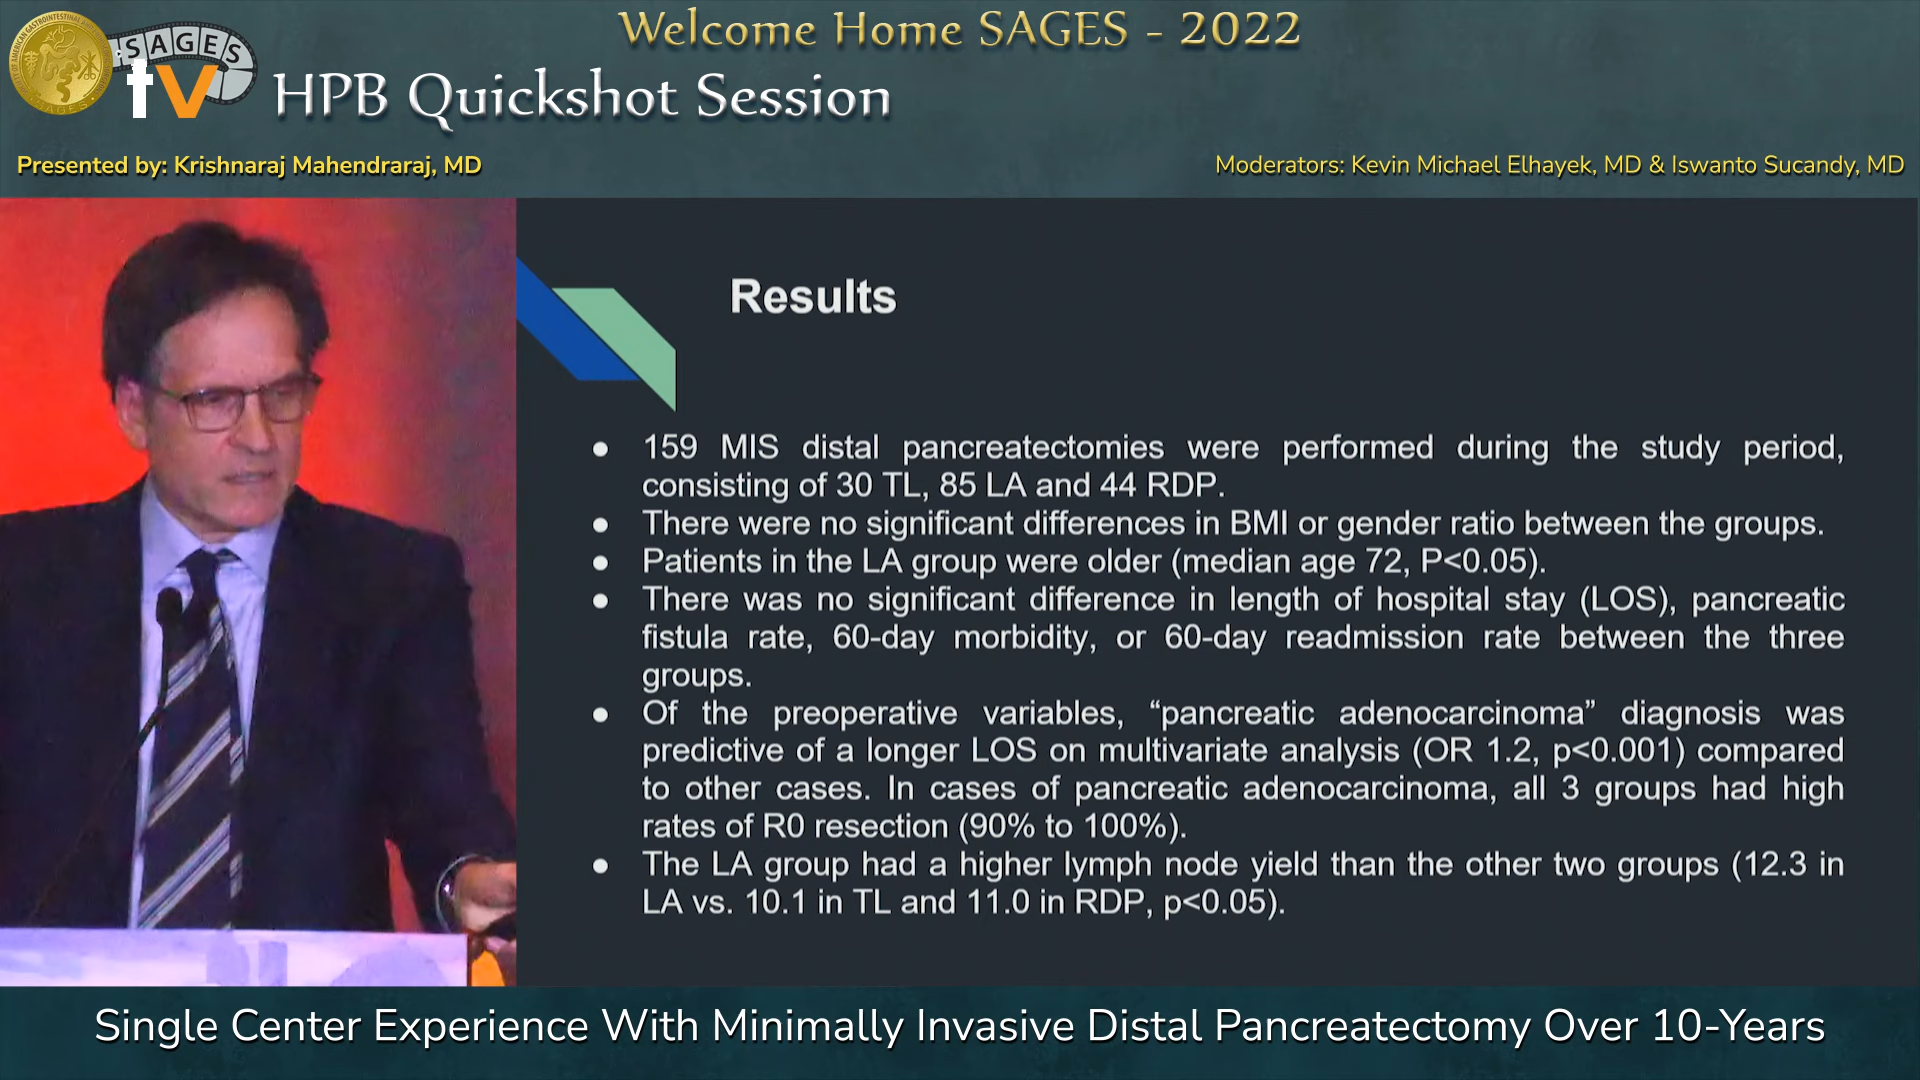 Welcome Home SAGES - 2022
SAGES
tv
HPB Quickshot Session
Presented by: Krishnaraj Mahendraraj, MD
Moderators: Kevin Michael Elhayek, MD & Iswanto Sucandy, MD
Results
● 159 MIS distal pancreatectomies were performed during the study period,
consisting of 30 TL, 85 LA and 44 RDP.
● There were no significant differences in BMI or gender ratio between the groups.
● Patients in the LA group were older (median age 72, P<0.05).
● There was no significant difference in length of hospital stay (LOS), pancreatic
fistula rate, 60-day morbidity, or 60-day readmission rate between the three
groups.
● Of the preoperative variables, “pancreatic adenocarcinoma” diagnosis was
predictive of a longer LOS on multivariate analysis (OR 1.2, p<0.001) compared
to other cases. In cases of pancreatic adenocarcinoma, all 3 groups had high
rates of R0 resection (90% to 100%).
● The LA group had a higher lymph node yield than the other two groups (12.3 in
LA vs. 10.1 in TL and 11.0 in RDP, p<0.05).
Single Center Experience With Minimally Invasive Distal Pancreatectomy Over 10-Years